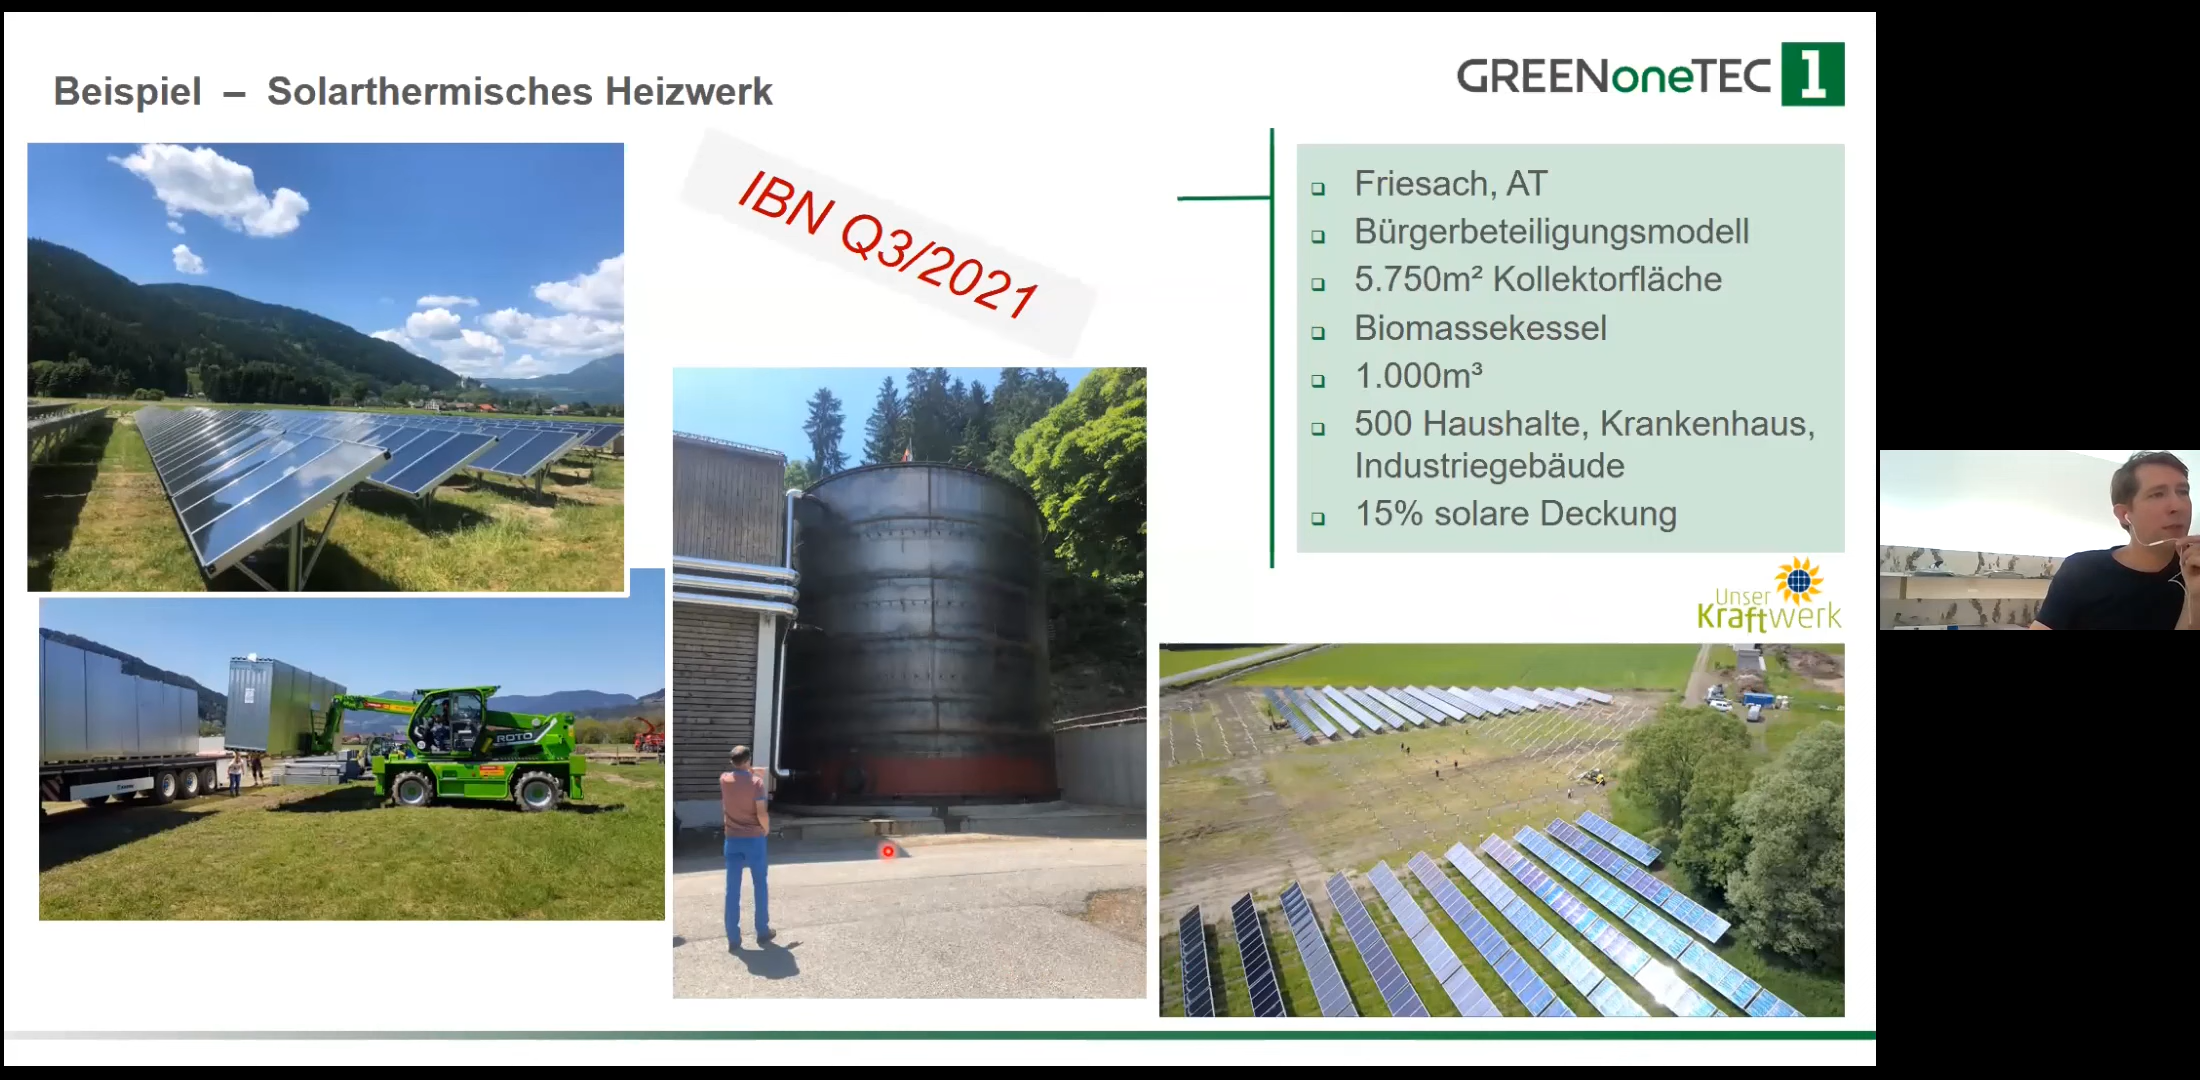 Beispiel – Solarthermisches Heizwerk
GREENoneTEC 1
IBN Q3/2021
Friesach, AT
Bürgerbeteiligungsmodell
5.750m² Kollektorfläche
Biomassekessel
1.000m³
500 Haushalte, Krankenhaus,
Industriegebäude
15% solare Deckung
Unser
Kraftwerk
ROTO